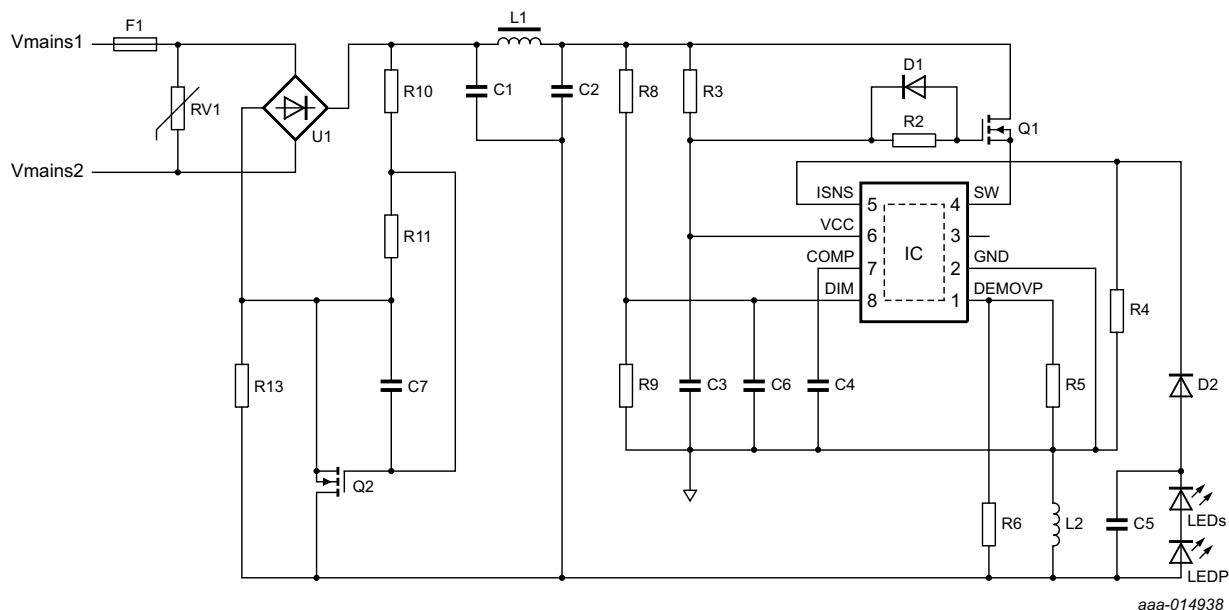 F1
L1
Vmains1
D1
R10
C1
C2
R8
R3
RV1
U1
R2
Q1
Vmains2
ISNS
5
4
SW
R11
VCC
6
3
COMP
IC
7
2
GND
DIM
8
1
DEMOVP
R4
R13
C7
R9
C3
C6
C4
R5
D2
Q2
R6
L2
C5
LEDs
LEDP
aaa-014938